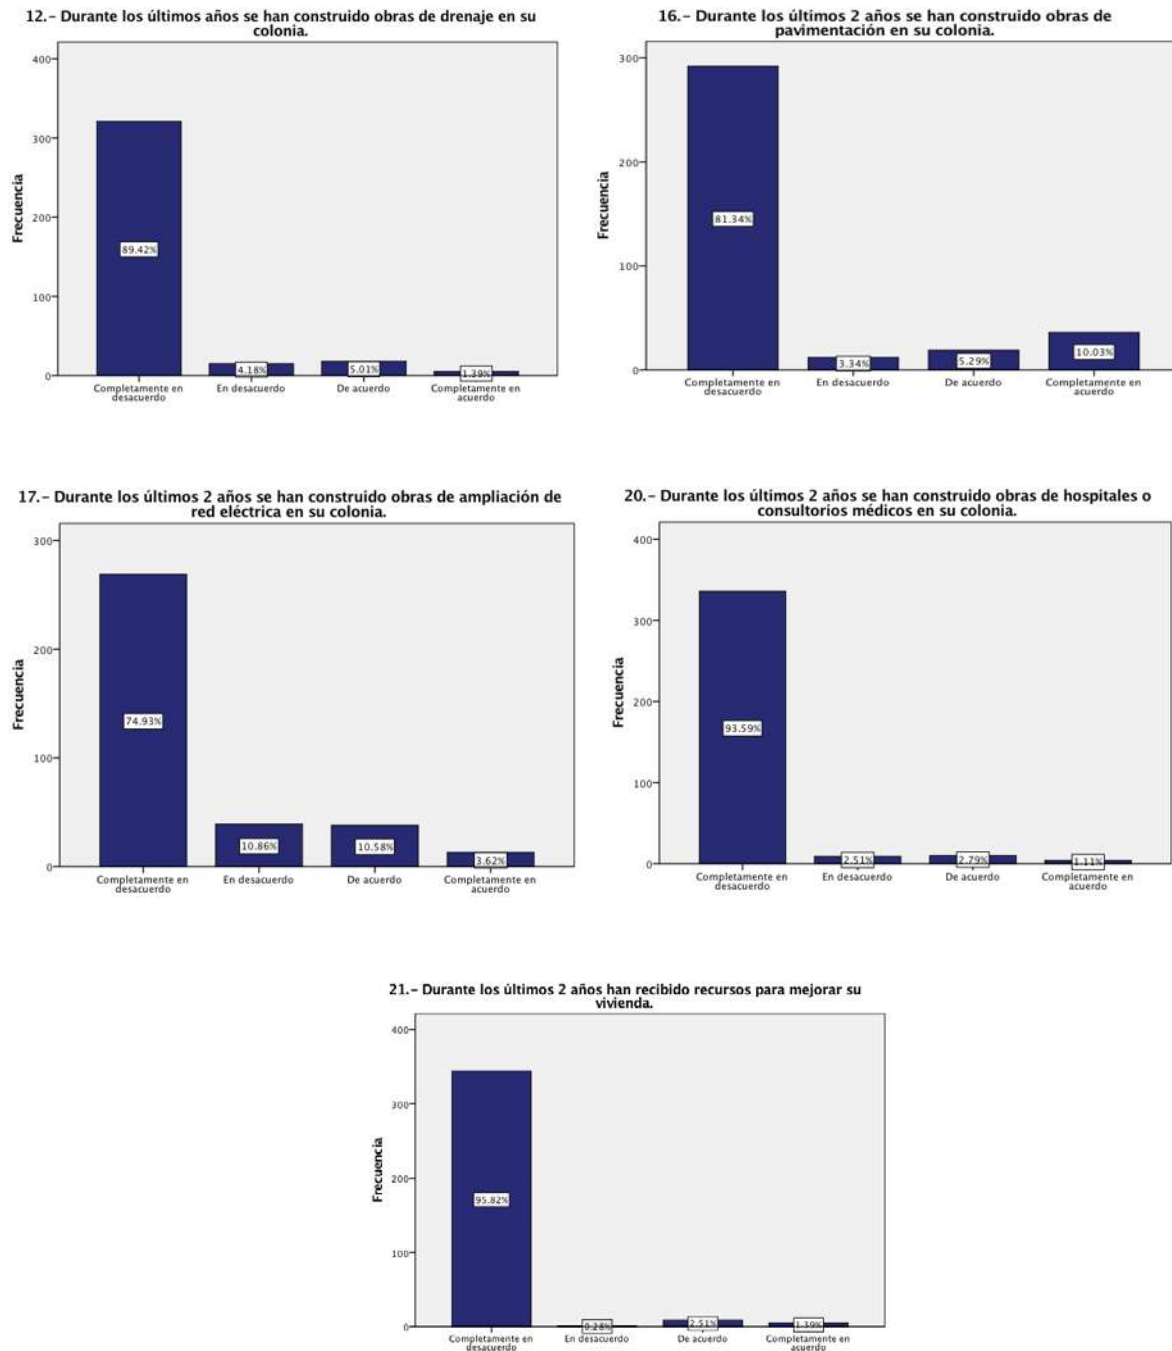 12.- Durante los últimos años se han construido obras de drenaje en su
colonia.
Frecuencia
400
300
200
100
0
89.42%
4.18%
5.01%
1.39%
Completamente en
desacuerdo
En desacuerdo
De acuerdo
Completamente en
acuerdo
16.- Durante los últimos 2 años se han construido obras de
pavimentación en su colonia.
Frecuencia
300
200
100
0
81.34%
3.34%
5.29%
10.03%
Completamente en
desacuerdo
En desacuerdo
De acuerdo
Completamente en
acuerdo
17.- Durante los últimos 2 años se han construido obras de ampliación de
red eléctrica en su colonia.
Frecuencia
300
200
100
0
74.93%
10.86%
10.58%
3.62%
Completamente en
desacuerdo
En desacuerdo
De acuerdo
Completamente en
acuerdo
20.- Durante los últimos 2 años se han construido obras de hospitales o
consultorios médicos en su colonia.
Frecuencia
400
300
200
100
0
93.59%
2.51%
2.79%
1.11%
Completamente en
desacuerdo
En desacuerdo
De acuerdo
Completamente en
acuerdo
21.- Durante los últimos 2 años han recibido recursos para mejorar su
vivienda.
Frecuencia
400
300
200
100
0
95.82%
0.28%
2.51%
1.39%
Completamente en
desacuerdo
En desacuerdo
De acuerdo
Completamente en
acuerdo